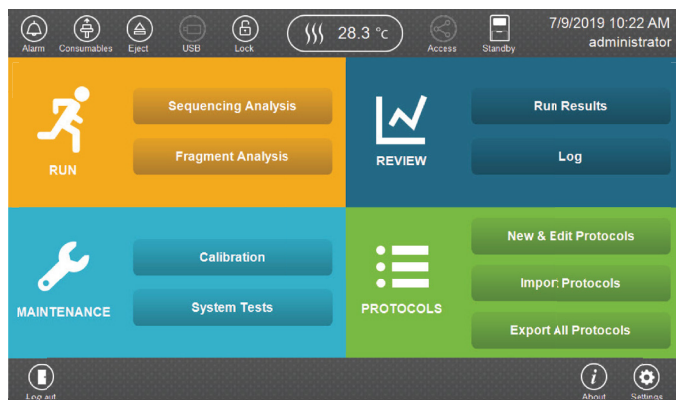 7/9/2019 10:22 AM
28.3 °c
administrator
Alarm Consumables Eject USB Lock Access Standby
Sequencing Analysis
Fragment Analysis
RUN
Run Results
Log
REVIEW
Calibration
System Tests
MAINTENANCE
New & Edit Protocols
Import Protocols
Export All Protocols
PROTOCOLS
Log out
i
About Settings